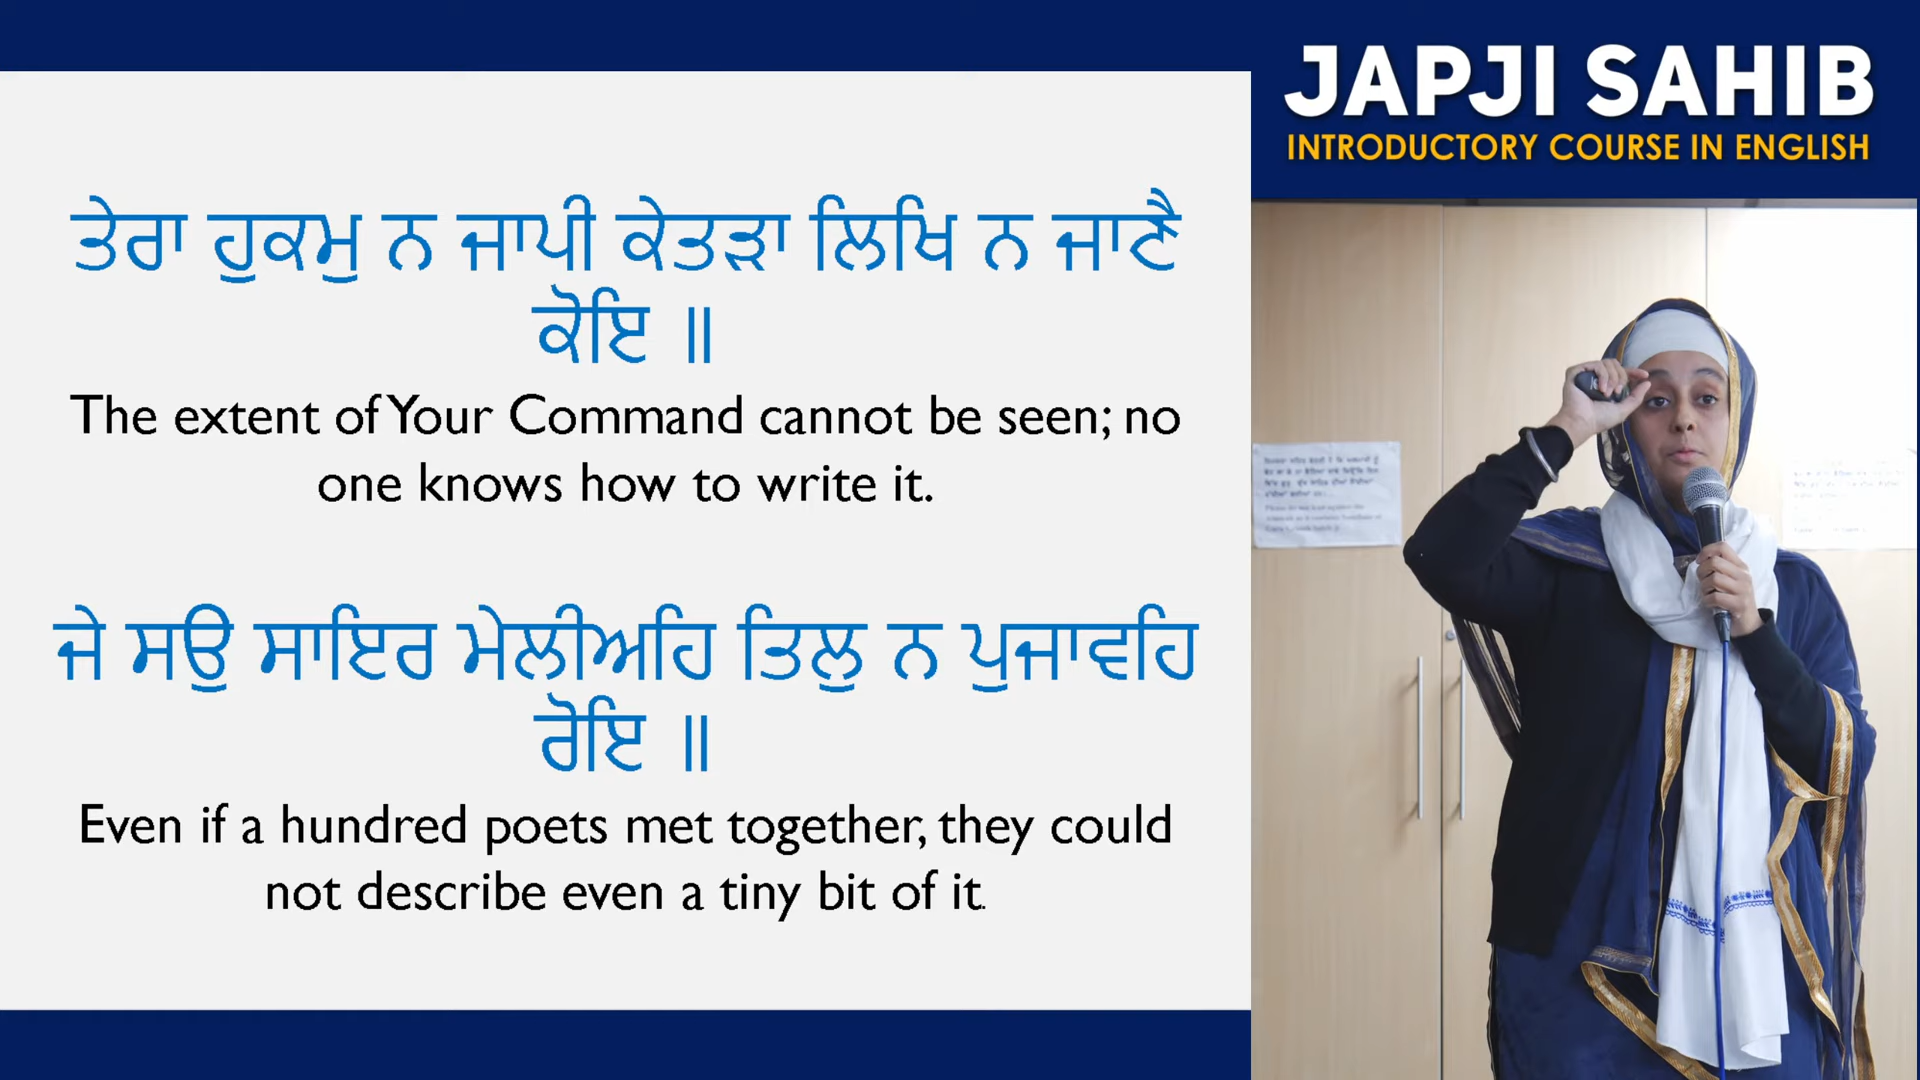 JAPJI SAHIB
INTRODUCTORY COURSE IN ENGLISH
ਤੇਰਾ ਹੁਕਮੁ ਨ ਜਾਪੀ ਕੇਤੜਾ ਲਿਖਿ ਨ ਜਾਣੈ
ਕੋਇ ॥
The extent of Your Command cannot be seen; no
one knows how to write it.
ਜੇ ਸਉ ਸਾਇਰ ਮੇਲੀਅਹਿ ਤਿਲੁ ਨ ਪੁਜਾਵਹਿ
ਰੋਇ ॥
Even if a hundred poets met together, they could
not describe even a tiny bit of it.